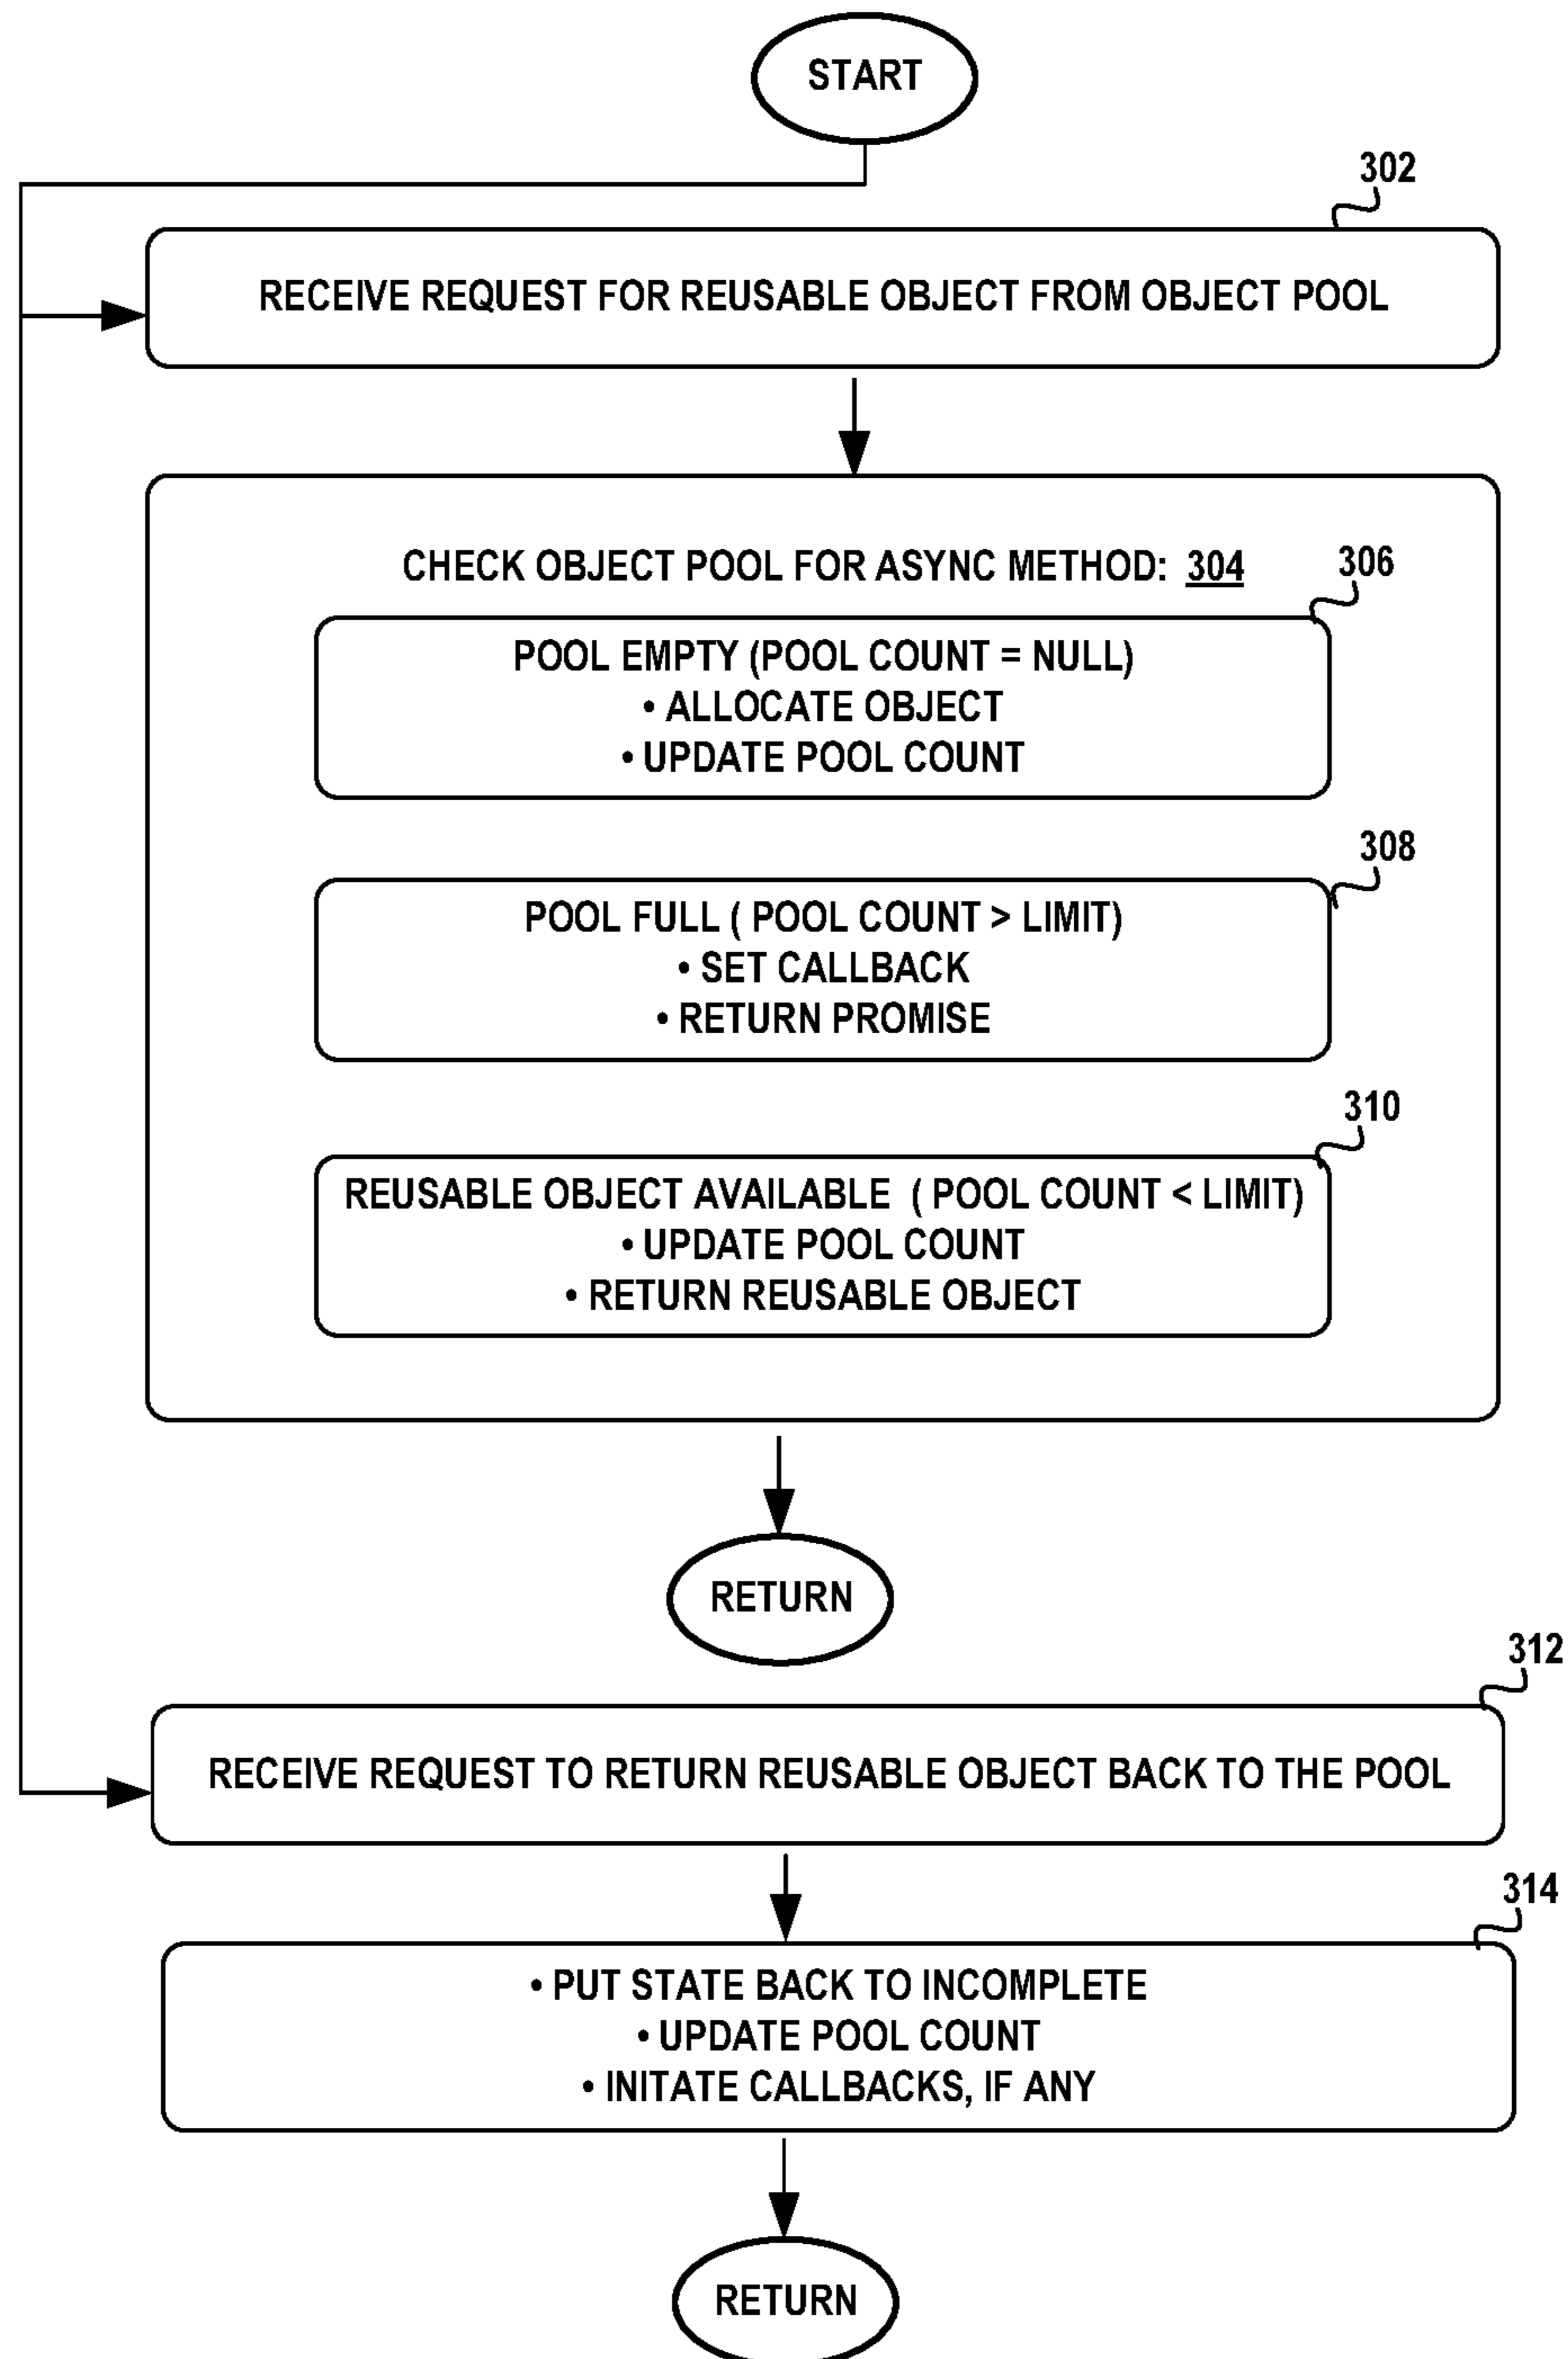 START
302
RECEIVE REQUEST FOR REUSABLE OBJECT FROM OBJECT POOL
CHECK OBJECT POOL FOR ASYNC METHOD: 304
306
POOL EMPTY (POOL COUNT = NULL)
• ALLOCATE OBJECT
• UPDATE POOL COUNT
308
POOL FULL ( POOL COUNT > LIMIT)
• SET CALLBACK
• RETURN PROMISE
310
REUSABLE OBJECT AVAILABLE ( POOL COUNT < LIMIT)
• UPDATE POOL COUNT
• RETURN REUSABLE OBJECT
RETURN
312
RECEIVE REQUEST TO RETURN REUSABLE OBJECT BACK TO THE POOL
314
• PUT STATE BACK TO INCOMPLETE
• UPDATE POOL COUNT
• INITATE CALLBACKS, IF ANY
RETURN